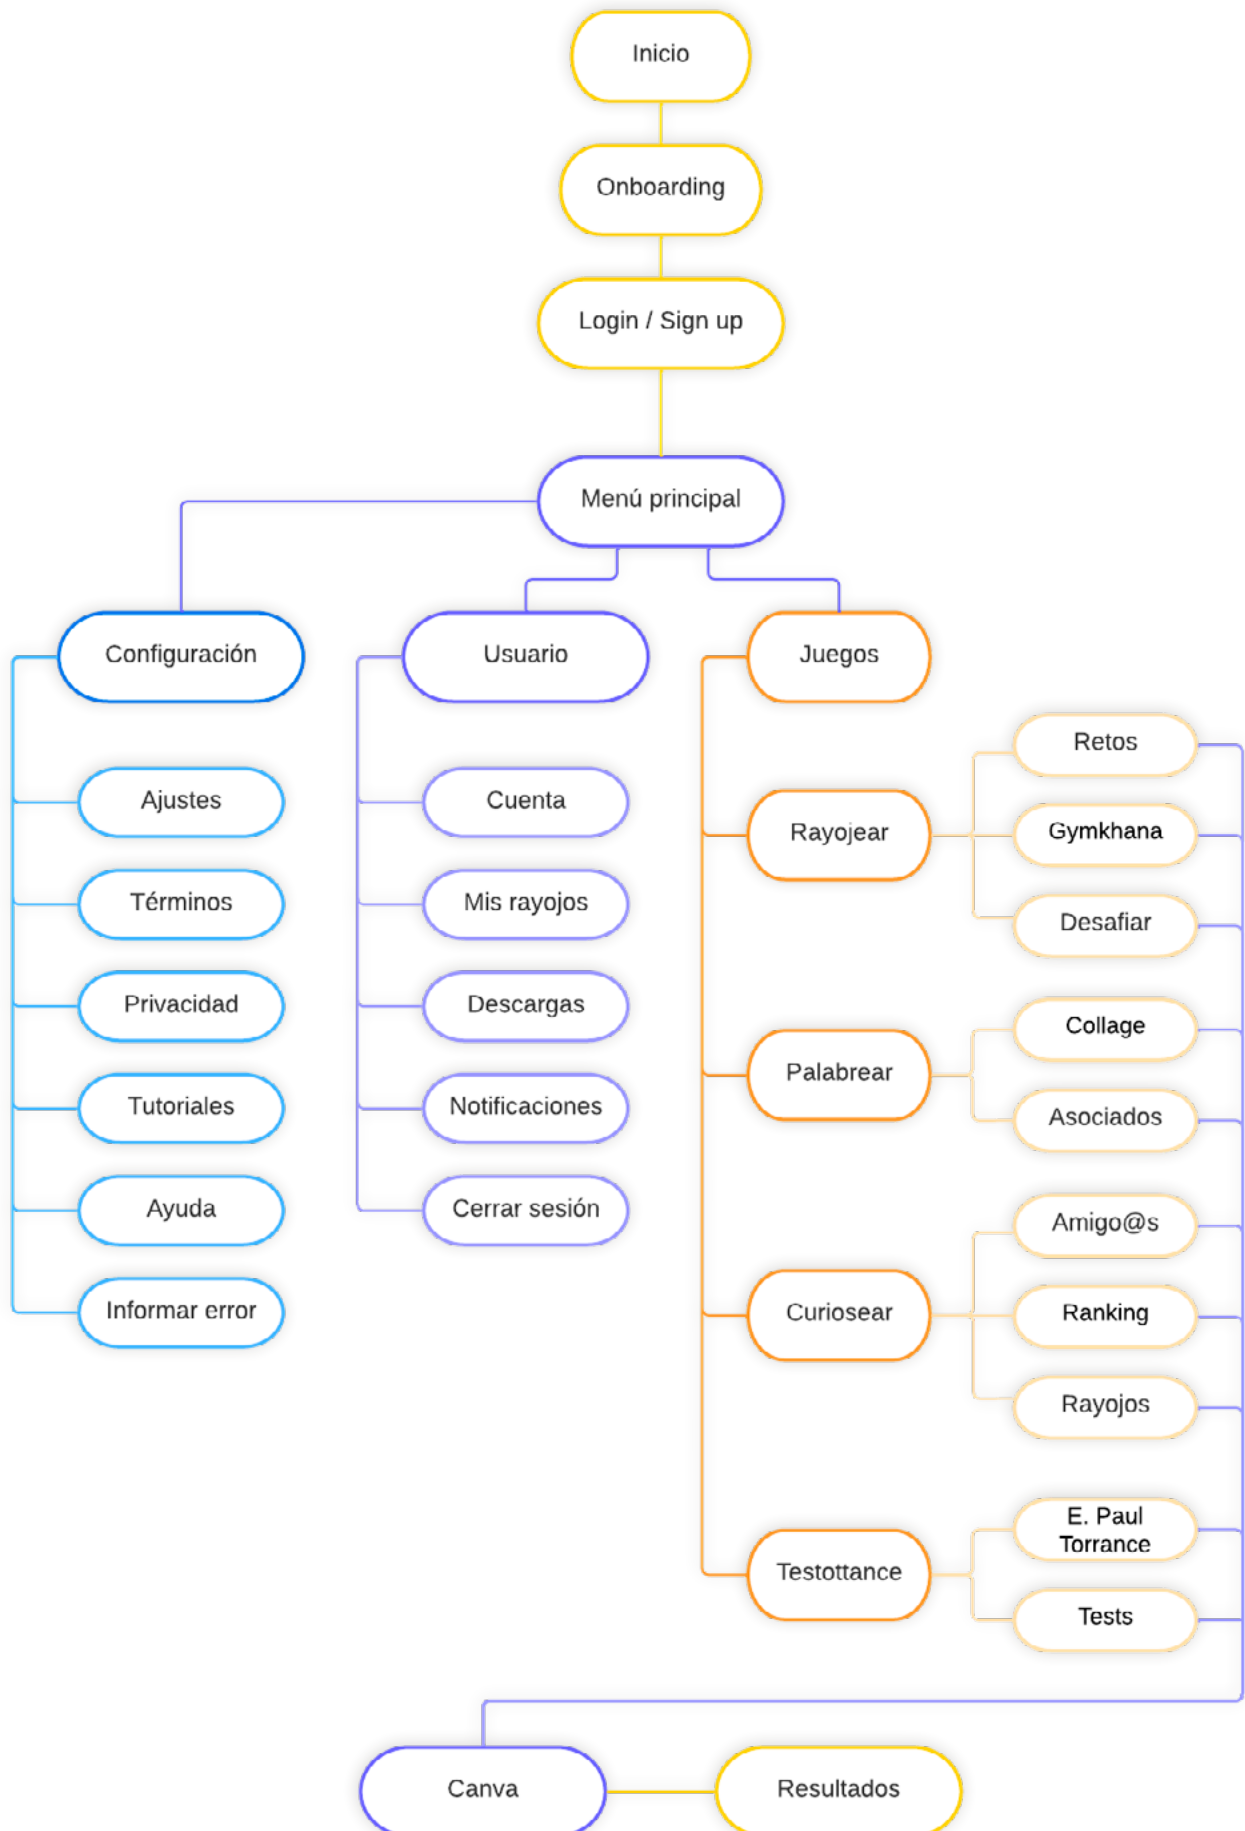 Inicio
Onboarding
Login / Sign up
Menú principal
Configuración
Ajustes
Términos
Privacidad
Tutoriales
Ayuda
Informar error
Usuario
Cuenta
Mis rayojos
Descargas
Notificaciones
Cerrar sesión
Juegos
Rayojear
Retos
Gymkhana
Desafiar
Palabrear
Collage
Asociados
Curiosear
Amigo@s
Ranking
Rayojos
Testottance
E. Paul
Torrance
Tests
Canva
Resultados